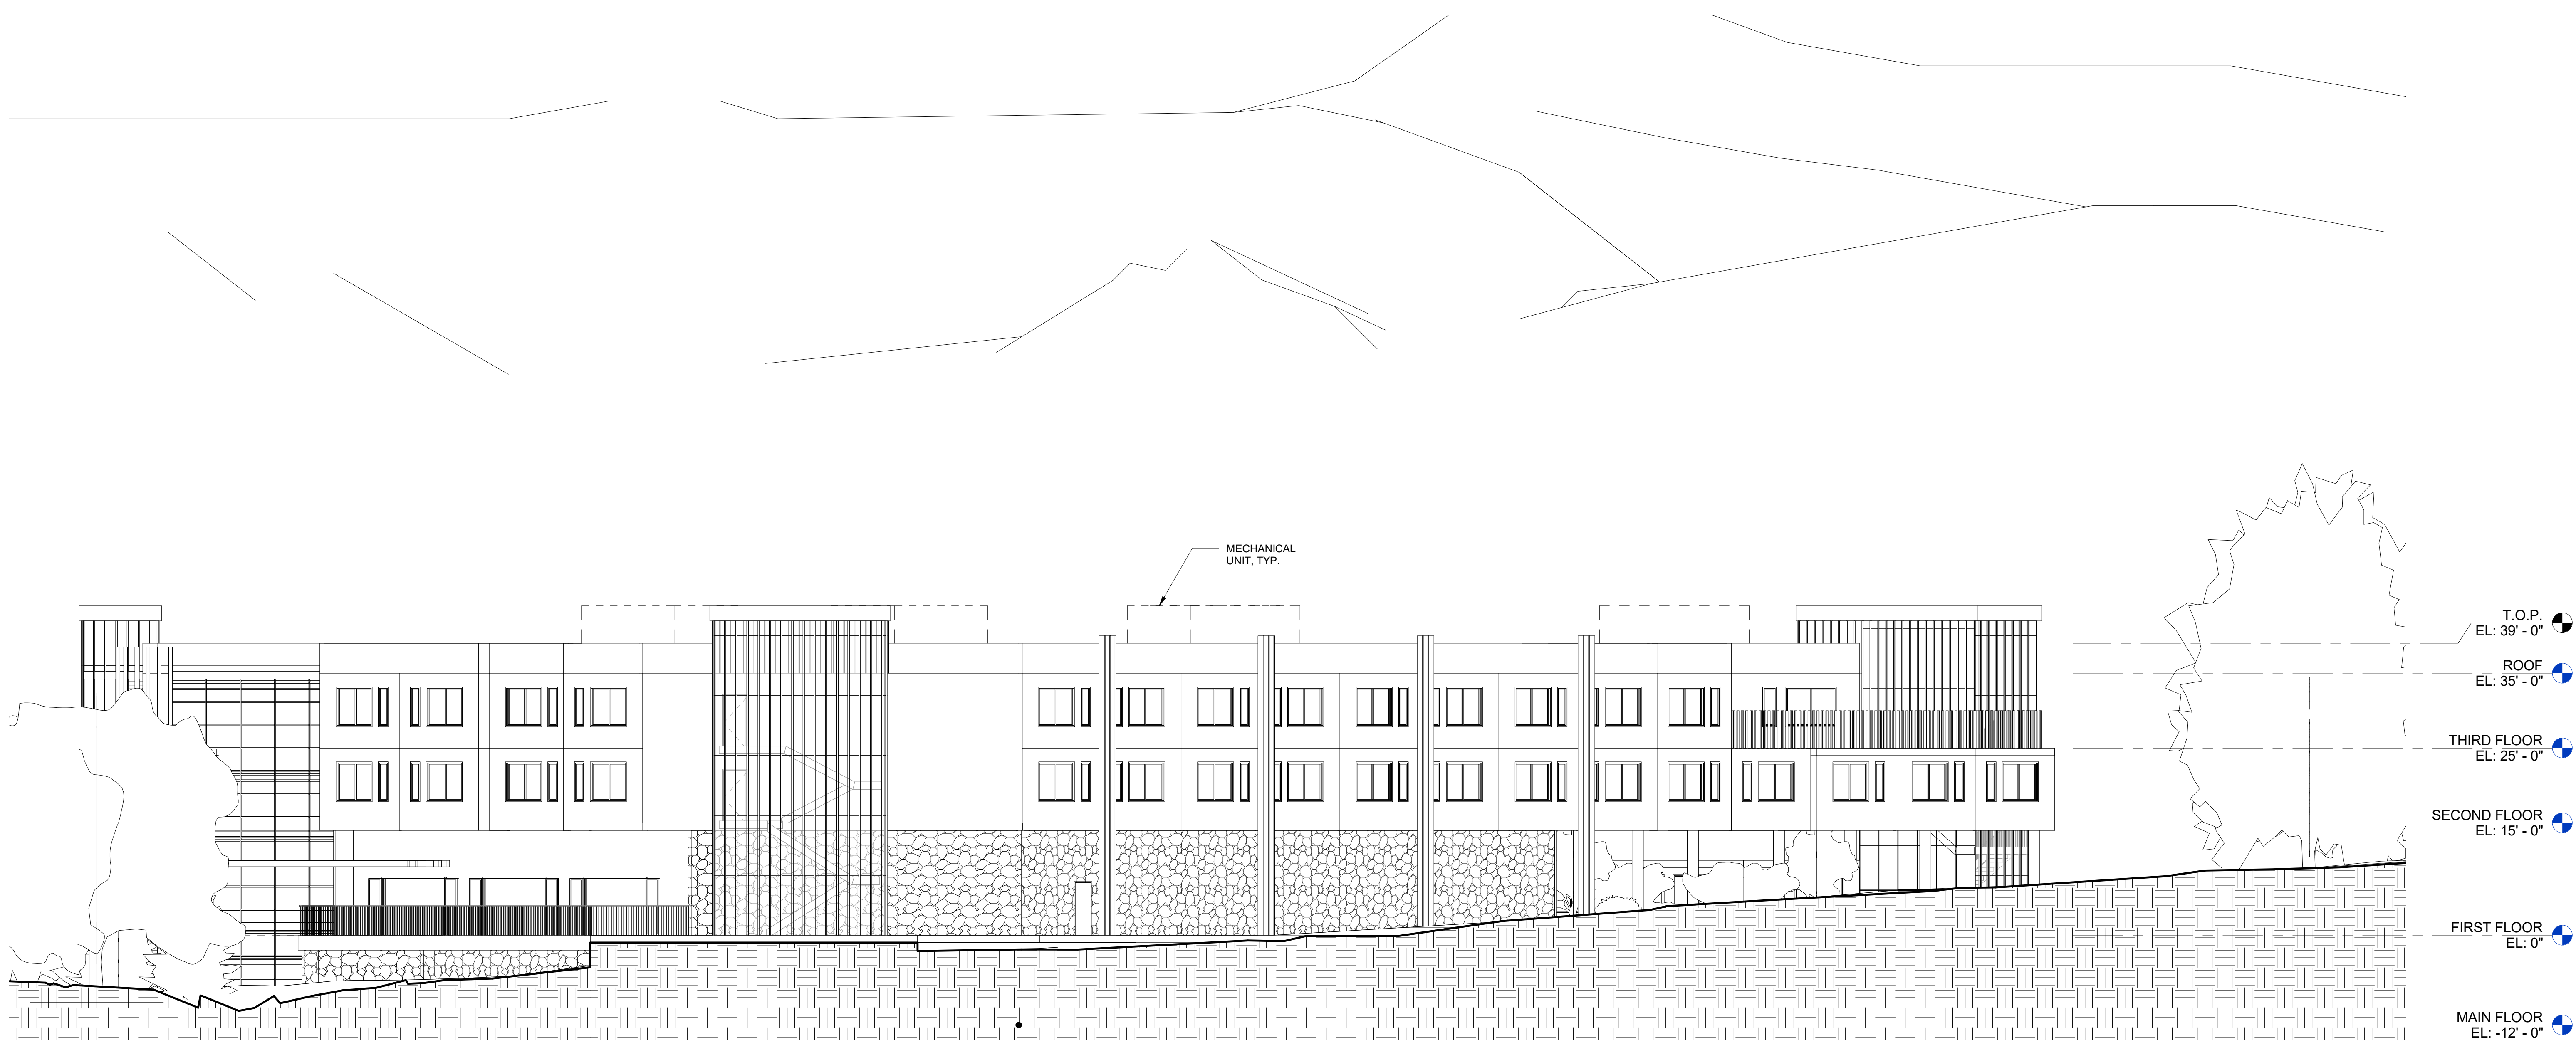 MECHANICAL
UNIT, TYP.
T.O.P.
EL: 39' - 0"
ROOF
EL: 35' - 0"
THIRD FLOOR
EL: 25' - 0"
SECOND FLOOR
EL: 15' - 0"
FIRST FLOOR
EL: 0"
MAIN FLOOR
EL: -12' - 0"